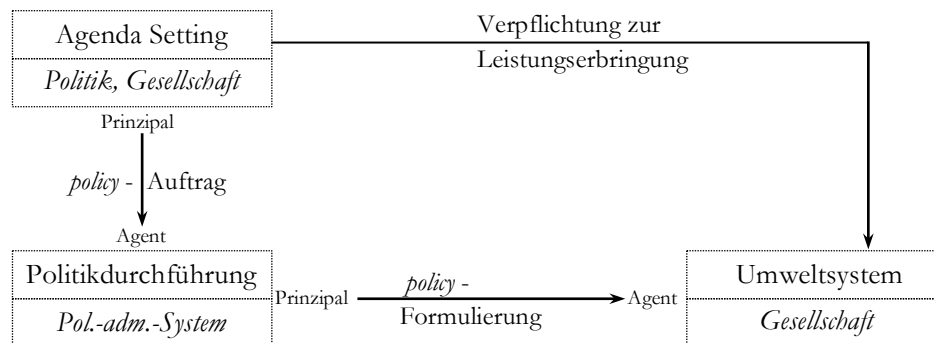 Agenda Setting
Politik, Gesellschaft
Verpflichtung zur
Leistungserbringung
Prinzipal
policy - Auftrag
Agent
Politikdurchführung
Pol.-adm.-System
Prinzipal
policy -
Formulierung
Agent
Umweltsystem
Gesellschaft